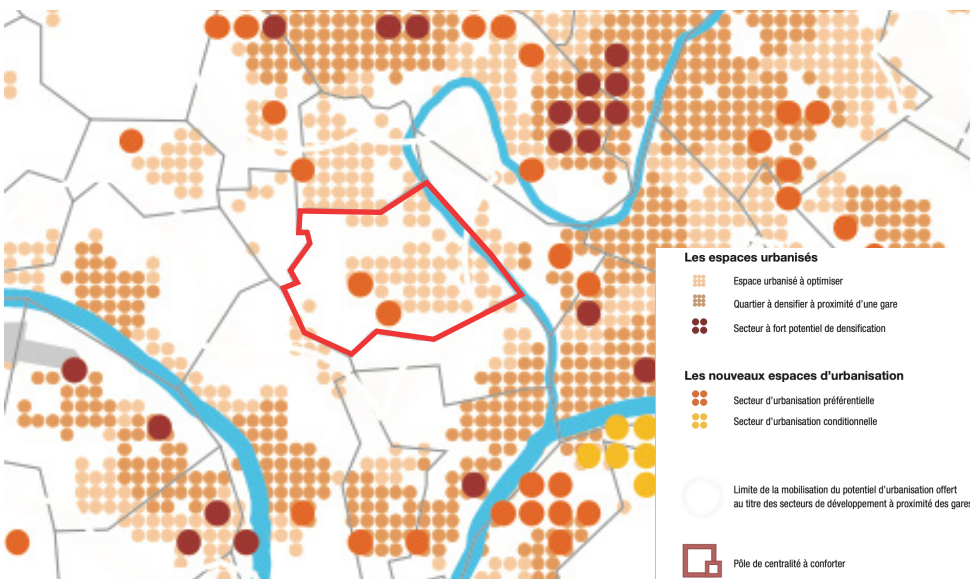 Les espaces urbanisés
Espace urbanisé à optimiser
Quartier à densifier à proximité d'une gare
Secteur à fort potentiel de densification
Les nouveaux espaces d'urbanisation
Secteur d'urbanisation préférentielle
Secteur d'urbanisation conditionnelle
Limite de la mobilisation du potentiel d'urbanisation offert
au titre des secteurs de développement à proximité des gares
Pôle de centralité à conforter